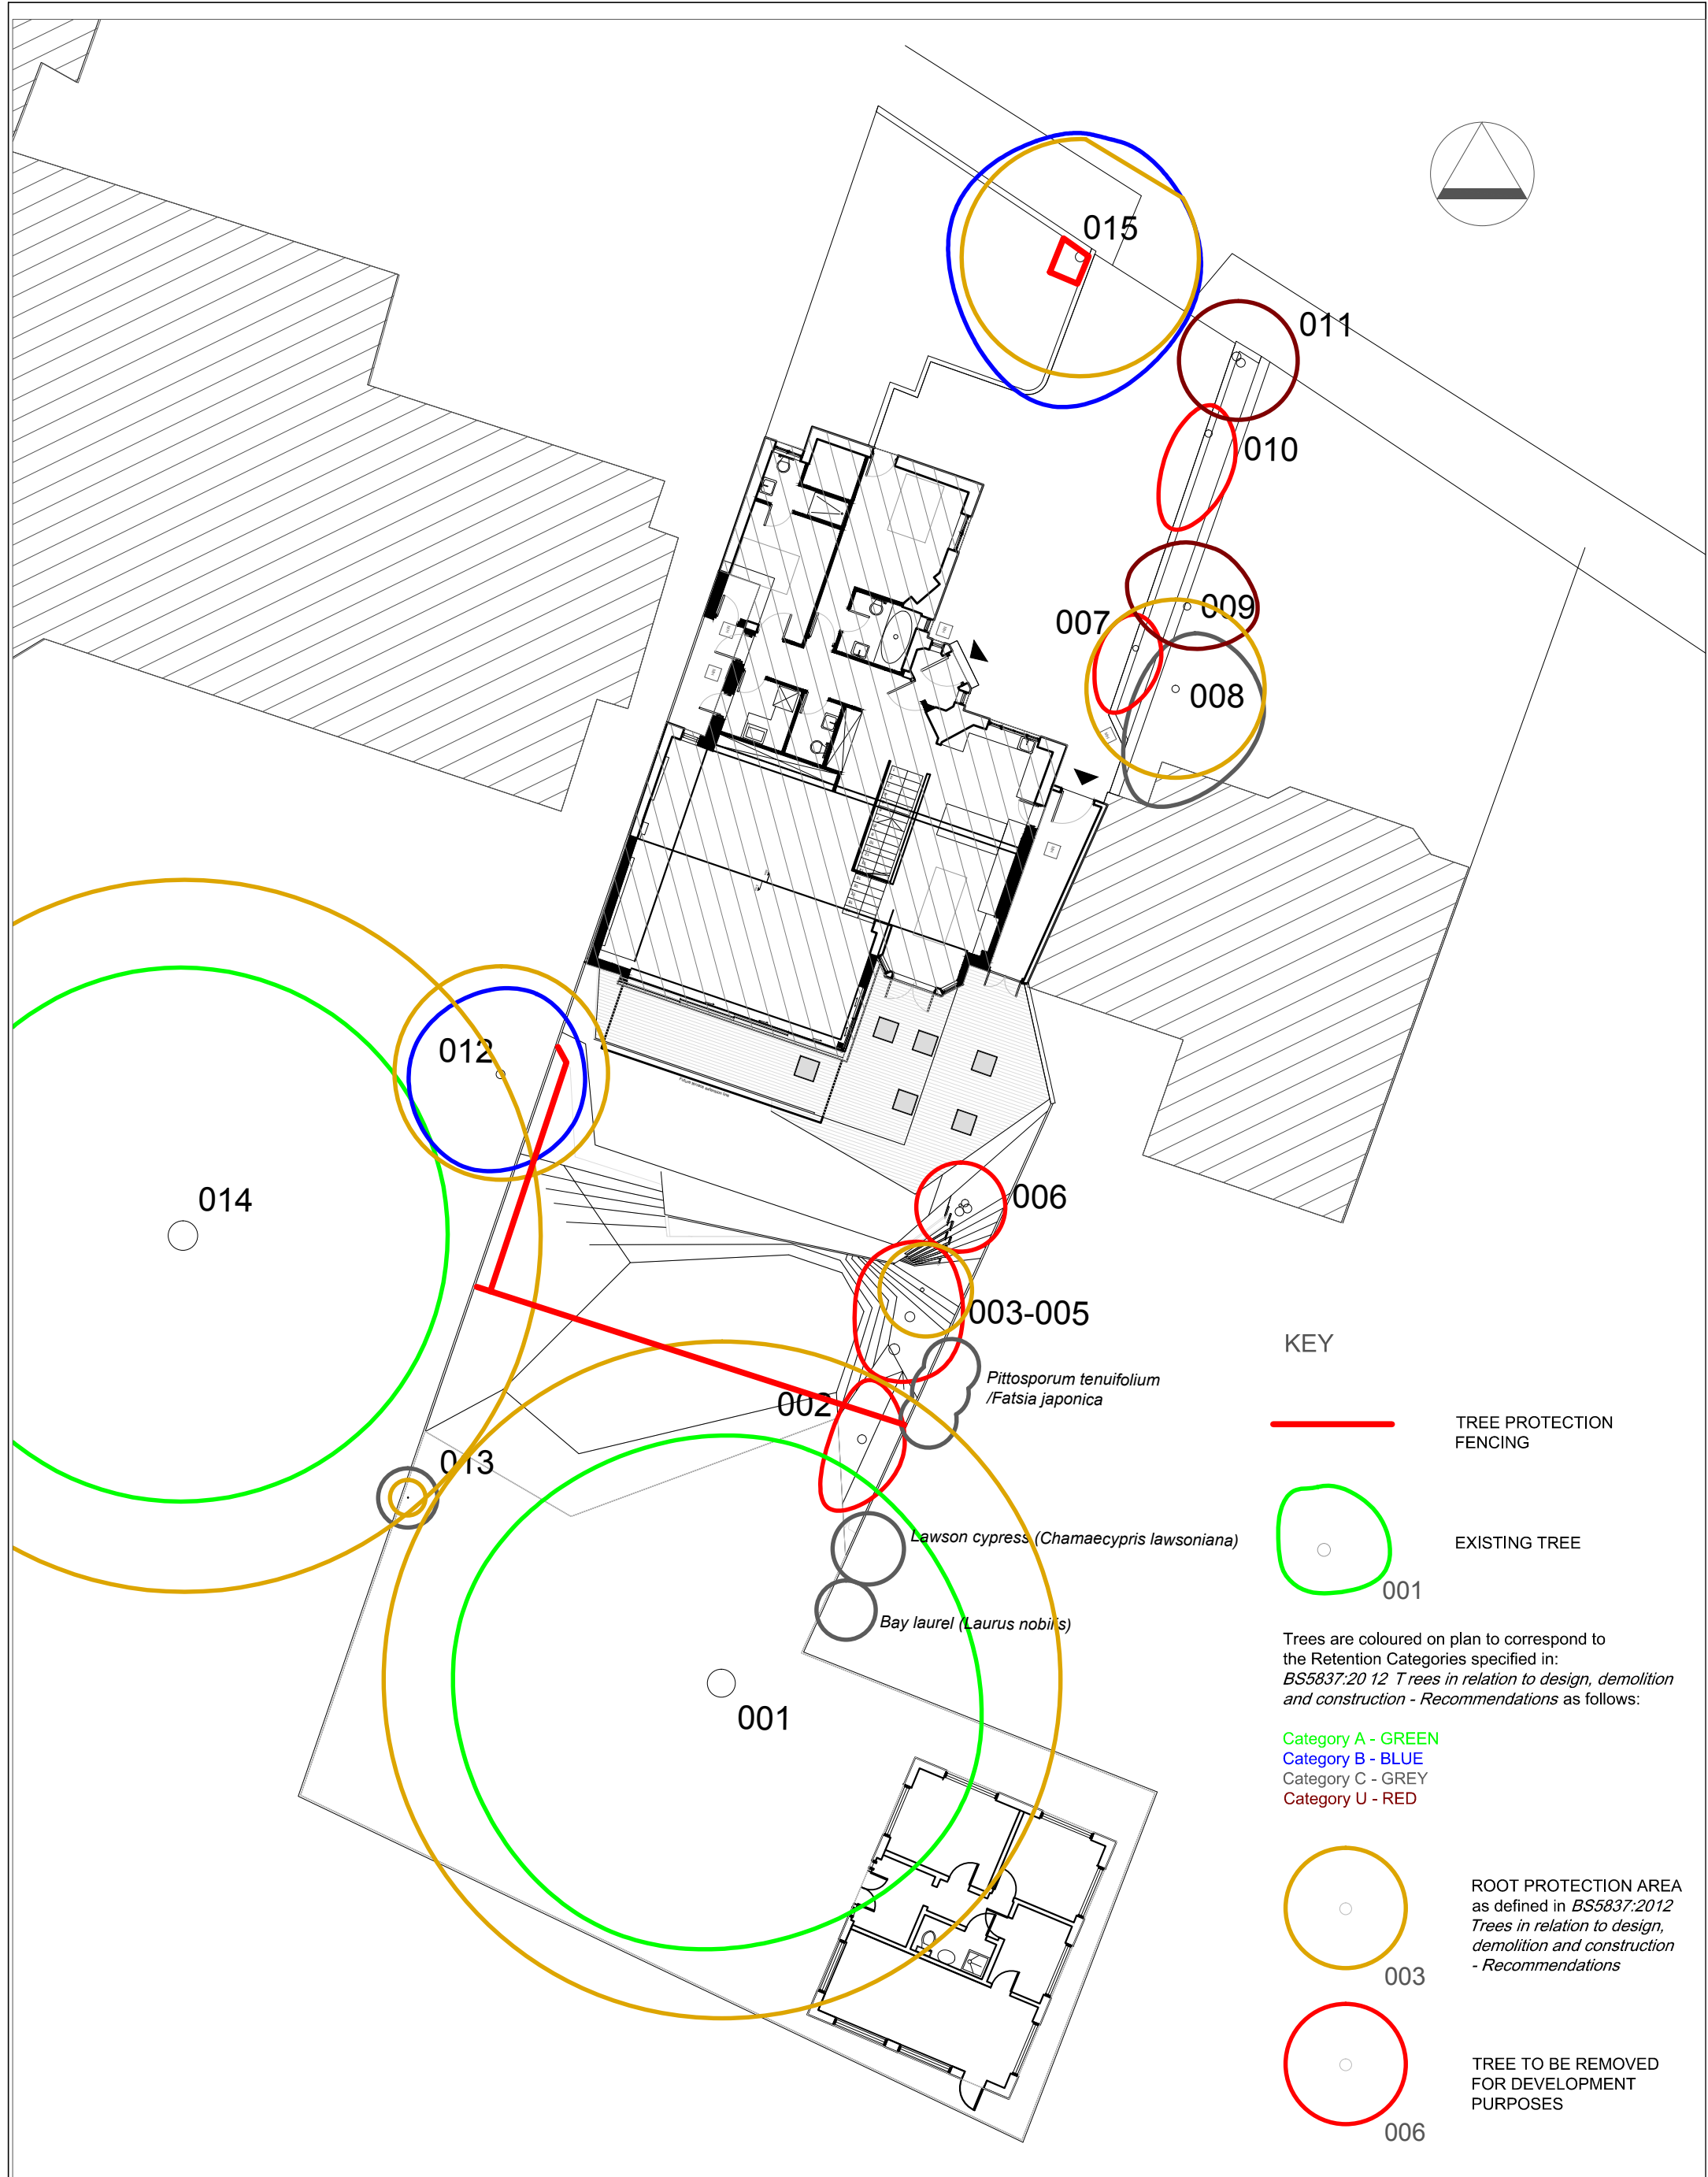 015
011
010
009
007
008
012
014
006
003-005
Pittosporum tenuifolium
/Fatsia japonica
002
013
Lawson cypress (Chamaecypris lawsoniana)
Bay laurel (Laurus nobilis)
001
KEY
TREE PROTECTION
FENCING
EXISTING TREE
001
Trees are coloured on plan to correspond to
the Retention Categories specified in:
BS5837:20 12 T rees in relation to design, demolition
and construction - Recommendations as follows:
Category A - GREEN
Category B - BLUE
Category C - GREY
Category U - RED
ROOT PROTECTION AREA
as defined in BS5837:2012
Trees in relation to design,
demolition and construction
- Recommendations
003
TREE TO BE REMOVED
FOR DEVELOPMENT
PURPOSES
006